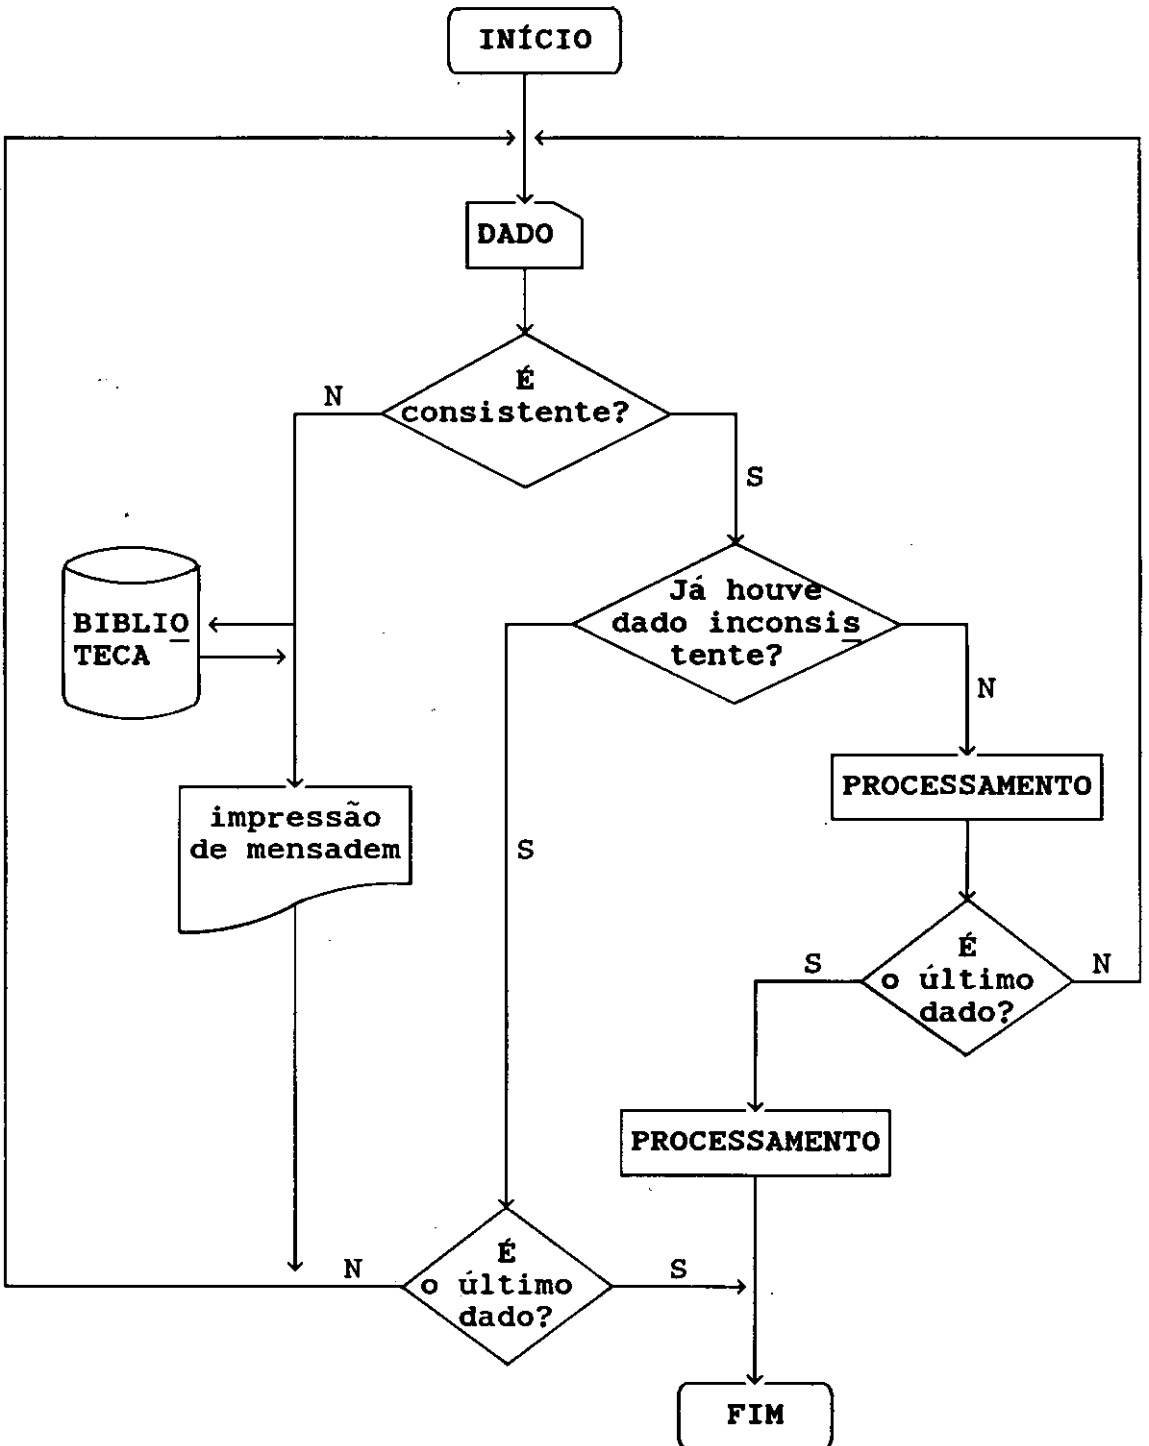 INÍCIO
DADO
É
consistente?
N
S
BIBLIO
TECA
Já houve
dado inconsis
tente?
N
S
impressão
de mensadem
PROCESSAMENTO
É
o último
dado?
S
N
PROCESSAMENTO
É
o último
dado?
N
S
FIM